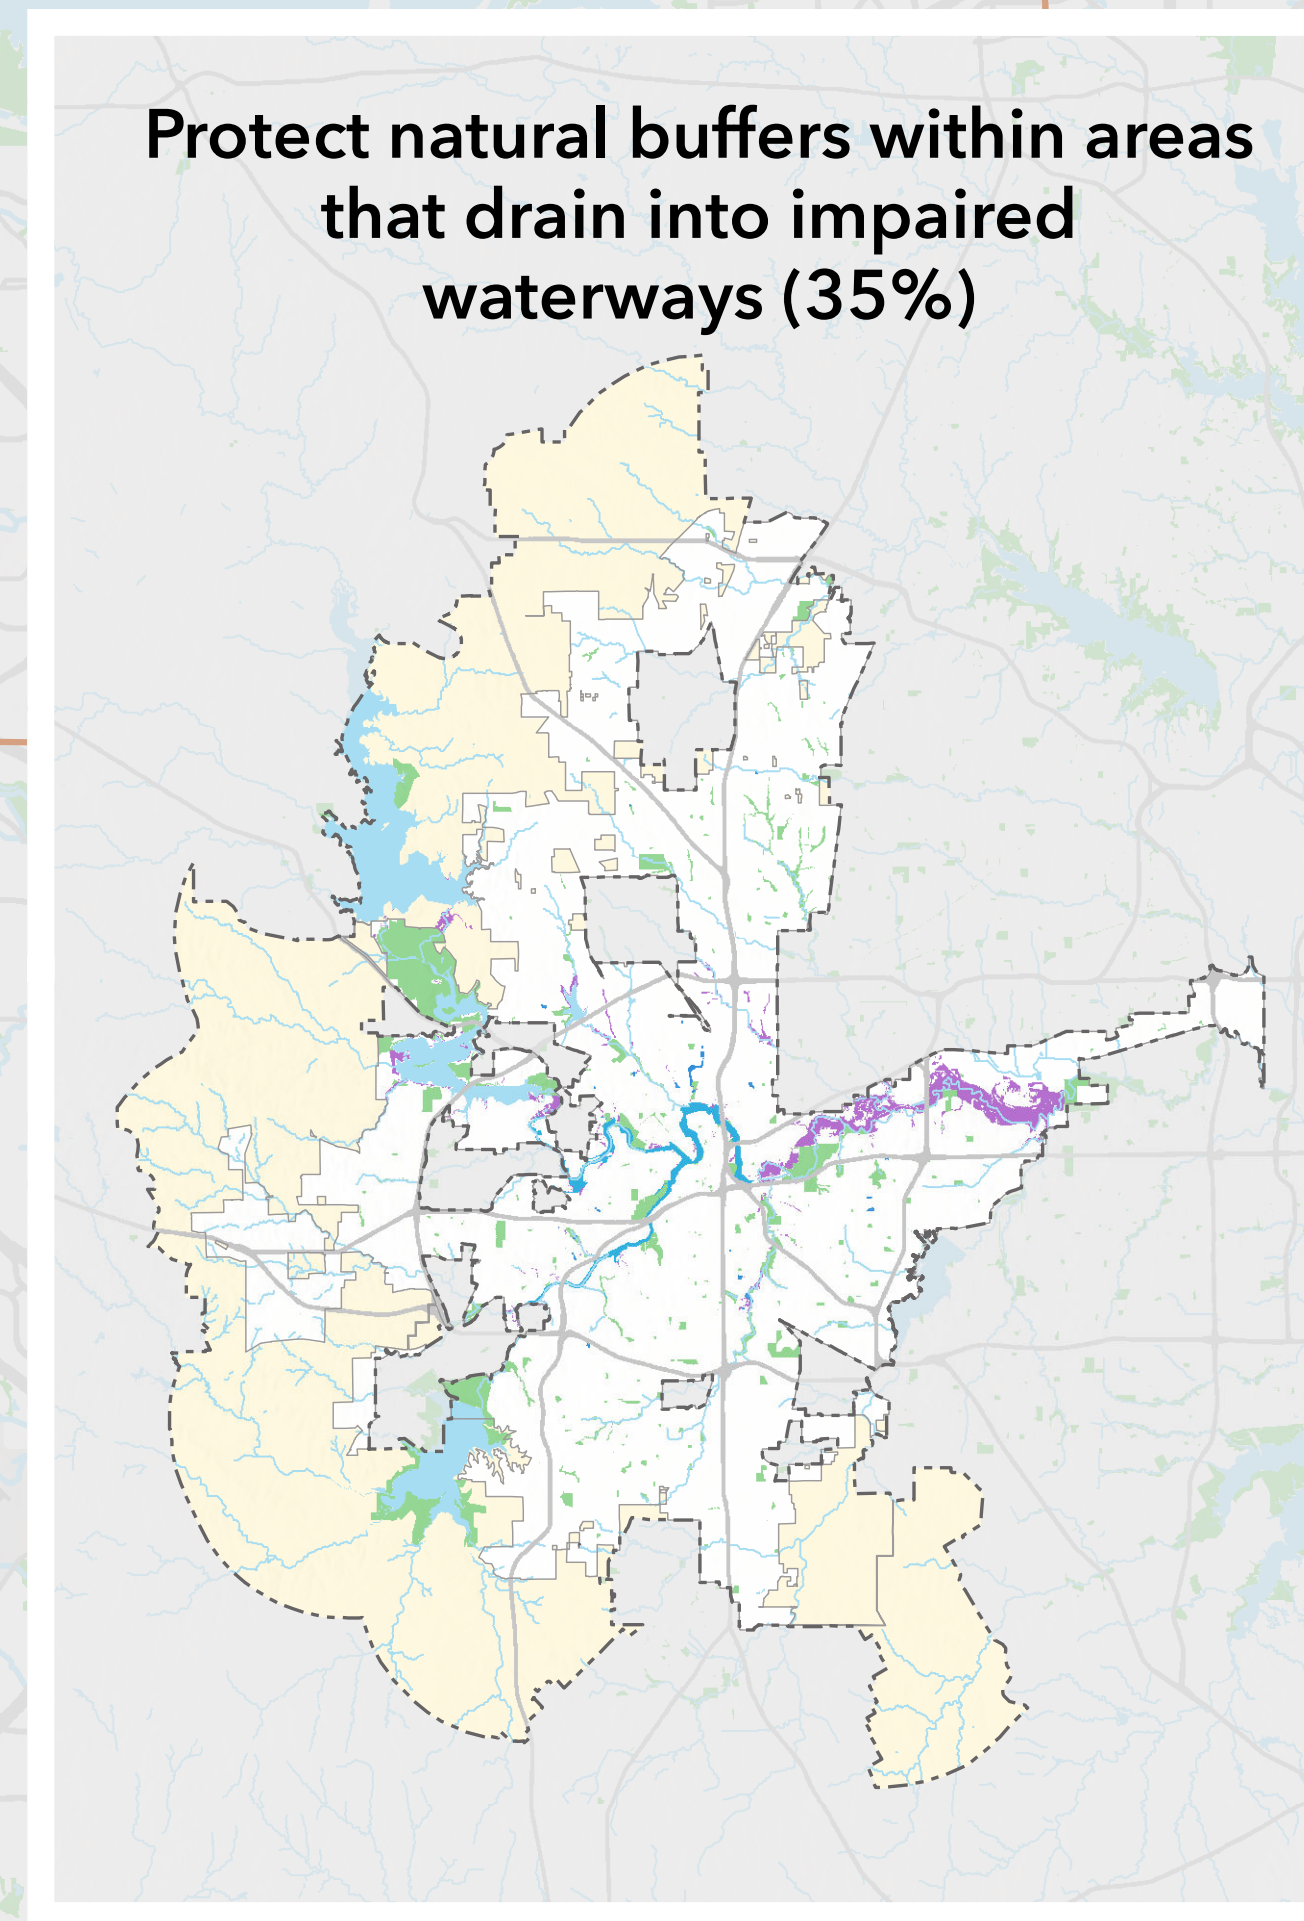 Protect natural buffers within areas
that drain into impaired
waterways (35%)